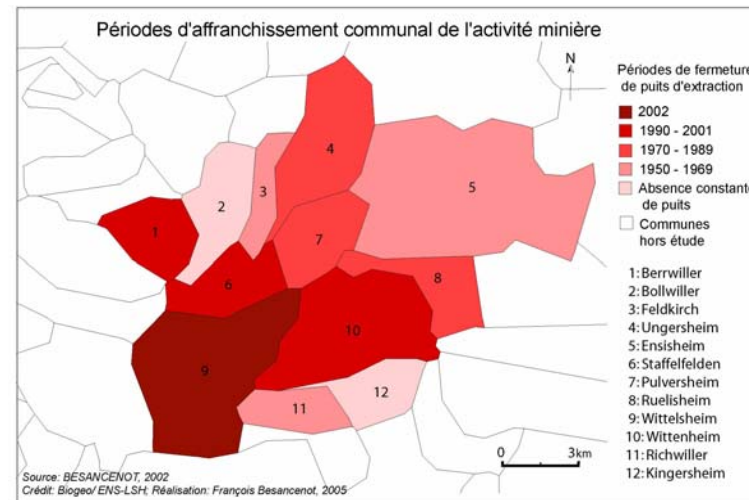 Périodes d'affranchissement communal de l'activité minière
N
Périodes de fermeture
de puits d'extraction
2002
1990 - 2001
1970 - 1989
1950 - 1969
Absence constante
de puits
Communes
hors étude
1
2
3
4
5
6
7
8
9
10
11
12
1: Berrwiller
2: Bollwiller
3: Feldkirch
4: Ungersheim
5: Ensisheim
6: Staffelfelden
7: Pulversheim
8: Ruelisheim
9: Wittelsheim
10: Wittenheim
11: Richwiller
12: Kingersheim
0 3km
Source: BESANCENOT, 2002
Crédit: Biogeo/ ENS-LSH; Réalisation: François Besancenot, 2005